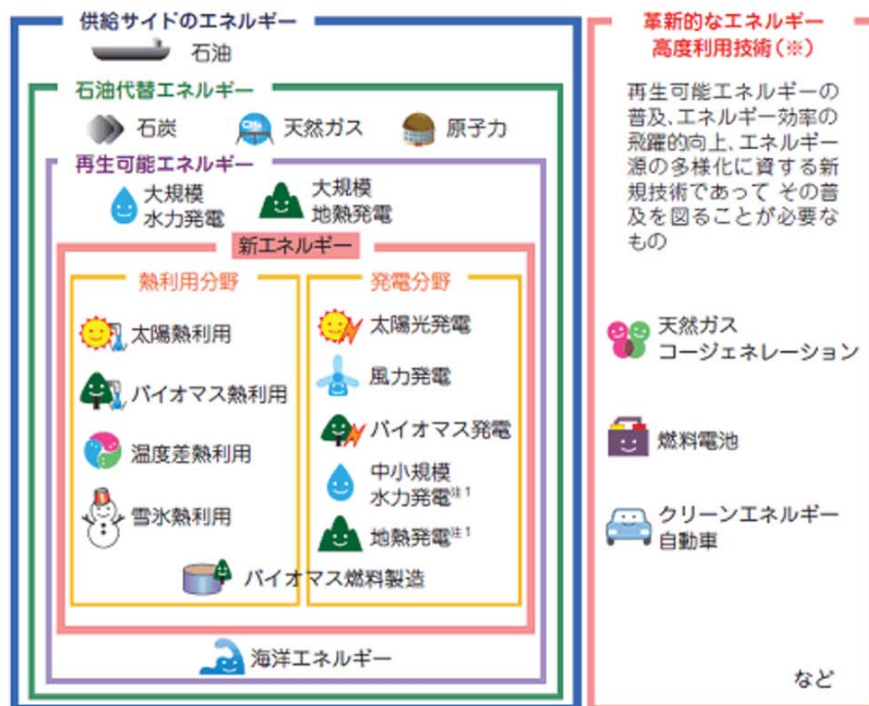 供給サイドのエネルギー
石油
石油代替エネルギー
石炭
天然ガス
原子力
再生可能エネルギー
大規模
水力発電
大規模
地熱発電
新エネルギー
熱利用分野
太陽熱利用
バイオマス熱利用
温度差熱利用
雪氷熱利用
発電分野
太陽光発電
風力発電
バイオマス発電
中小規模
水力発電注1
地熱発電注1
バイオマス燃料製造
海洋エネルギー
革新的なエネルギー
高度利用技術(※)
再生可能エネルギーの
普及、エネルギー効率の
飛躍的向上、エネルギー
源の多様化に資する新
規技術であって その普
及を図ることが必要な
もの
天然ガス
コージェネレーション
燃料電池
クリーンエネルギー
自動車
など